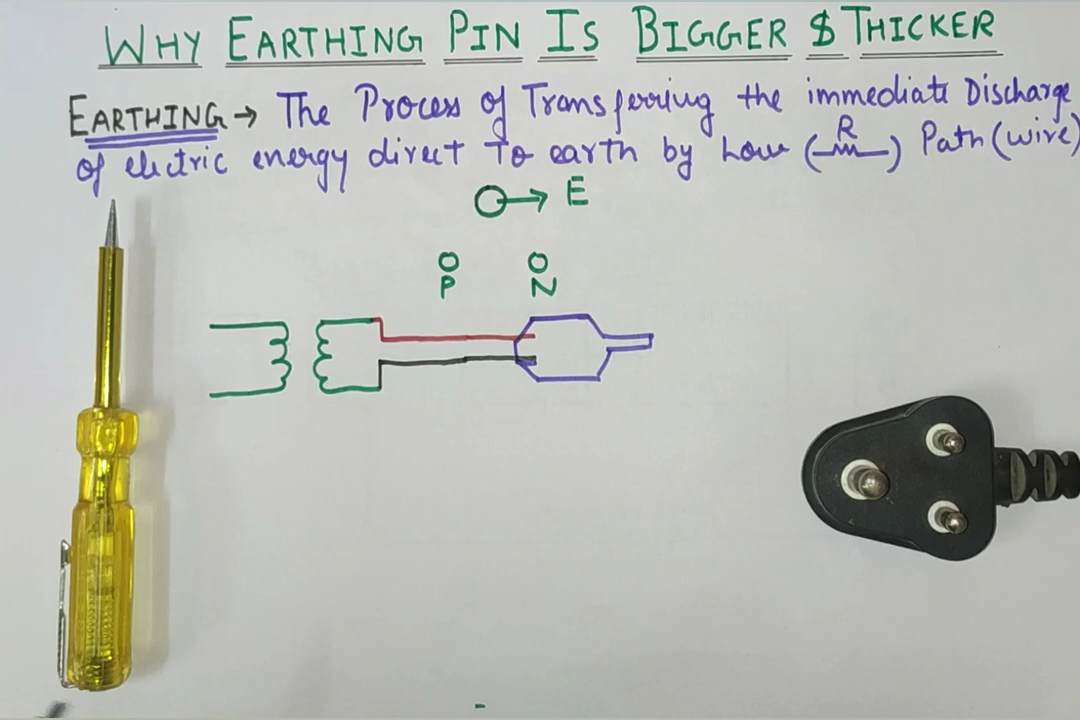 WHY EARTHING PIN IS BIGGER & THICKER
EARTHING → The Process of Transferring the immediate Discharge
of electric energy direct To earth by Low (R) Path (wire)
→ E
P N